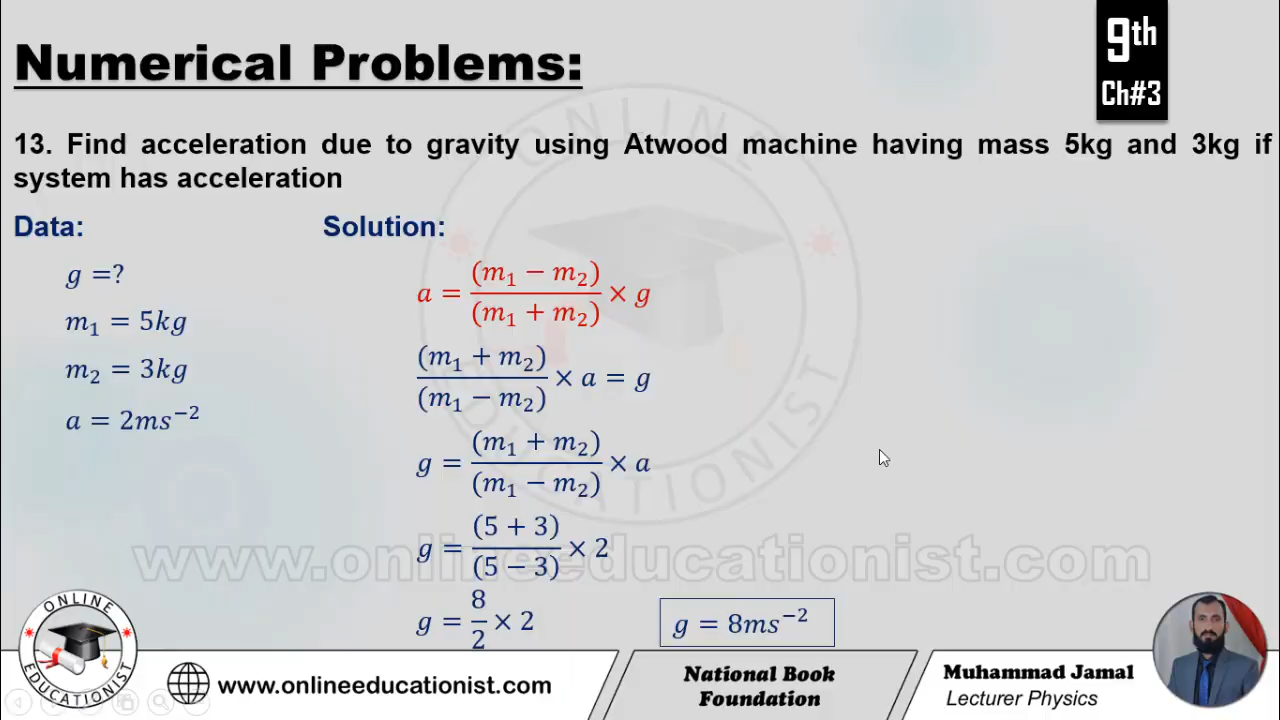 Numerical Problems:
9th
Ch#3
13. Find acceleration due to gravity using Atwood machine having mass 5kg and 3kg if
system has acceleration
Data:
g =?
m₁ = 5kg
m₂ = 3kg
a = 2ms⁻²
Solution:
a = (m₁ − m₂)/(m₁ + m₂) × g
(m₁ + m₂)/(m₁ − m₂) × a = g
g = (m₁ + m₂)/(m₁ − m₂) × a
g = (5 + 3)/(5 − 3) × 2
g = 8/2 × 2
g = 8ms⁻²
ONLINE
EDUCATIONIST
www.onlineeducationist.com
ONLINE
EDUCATIONIST
www.onlineeducationist.com
National Book
Foundation
Muhammad Jamal
Lecturer Physics